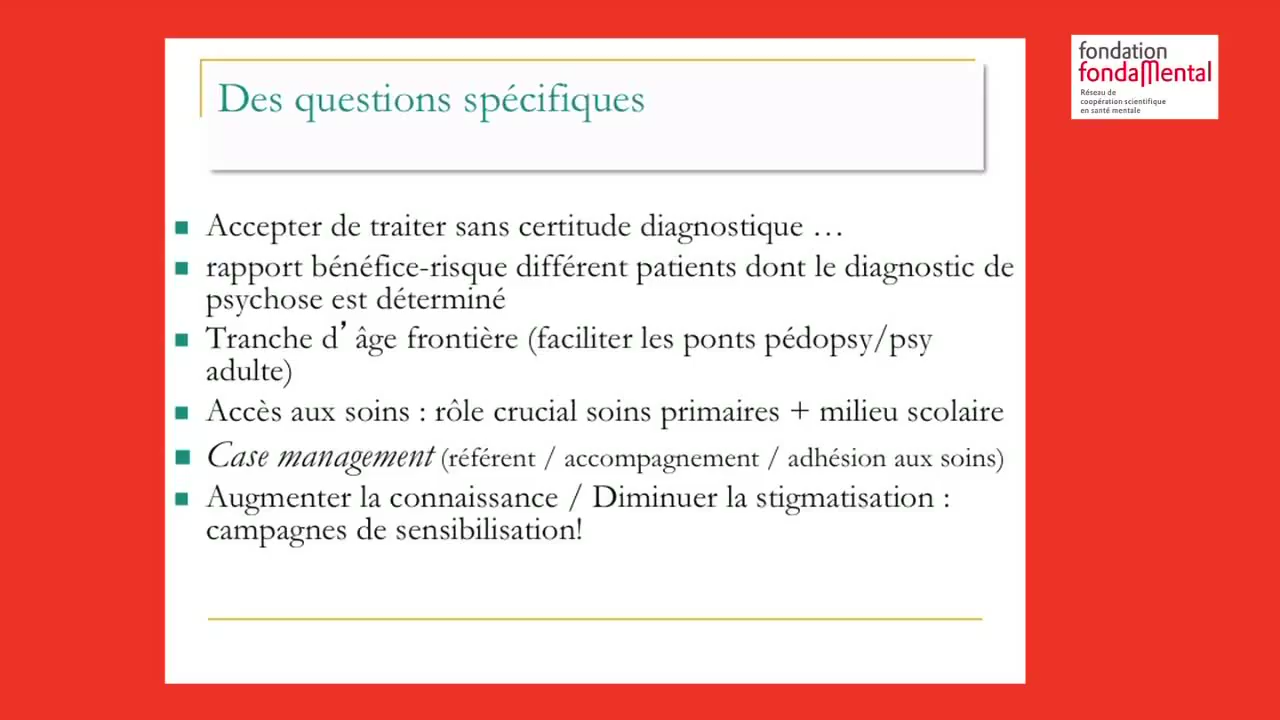 Des questions spécifiques
fondation
fondaMental
Réseau de
coopération scientifique
en santé mentale
Accepter de traiter sans certitude diagnostique …
rapport bénéfice-risque différent patients dont le diagnostic de
psychose est déterminé
Tranche d’ âge frontière (faciliter les ponts pédopsy/psy
adulte)
Accès aux soins : rôle crucial soins primaires + milieu scolaire
Case management (référent / accompagnement / adhésion aux soins)
Augmenter la connaissance / Diminuer la stigmatisation :
campagnes de sensibilisation!